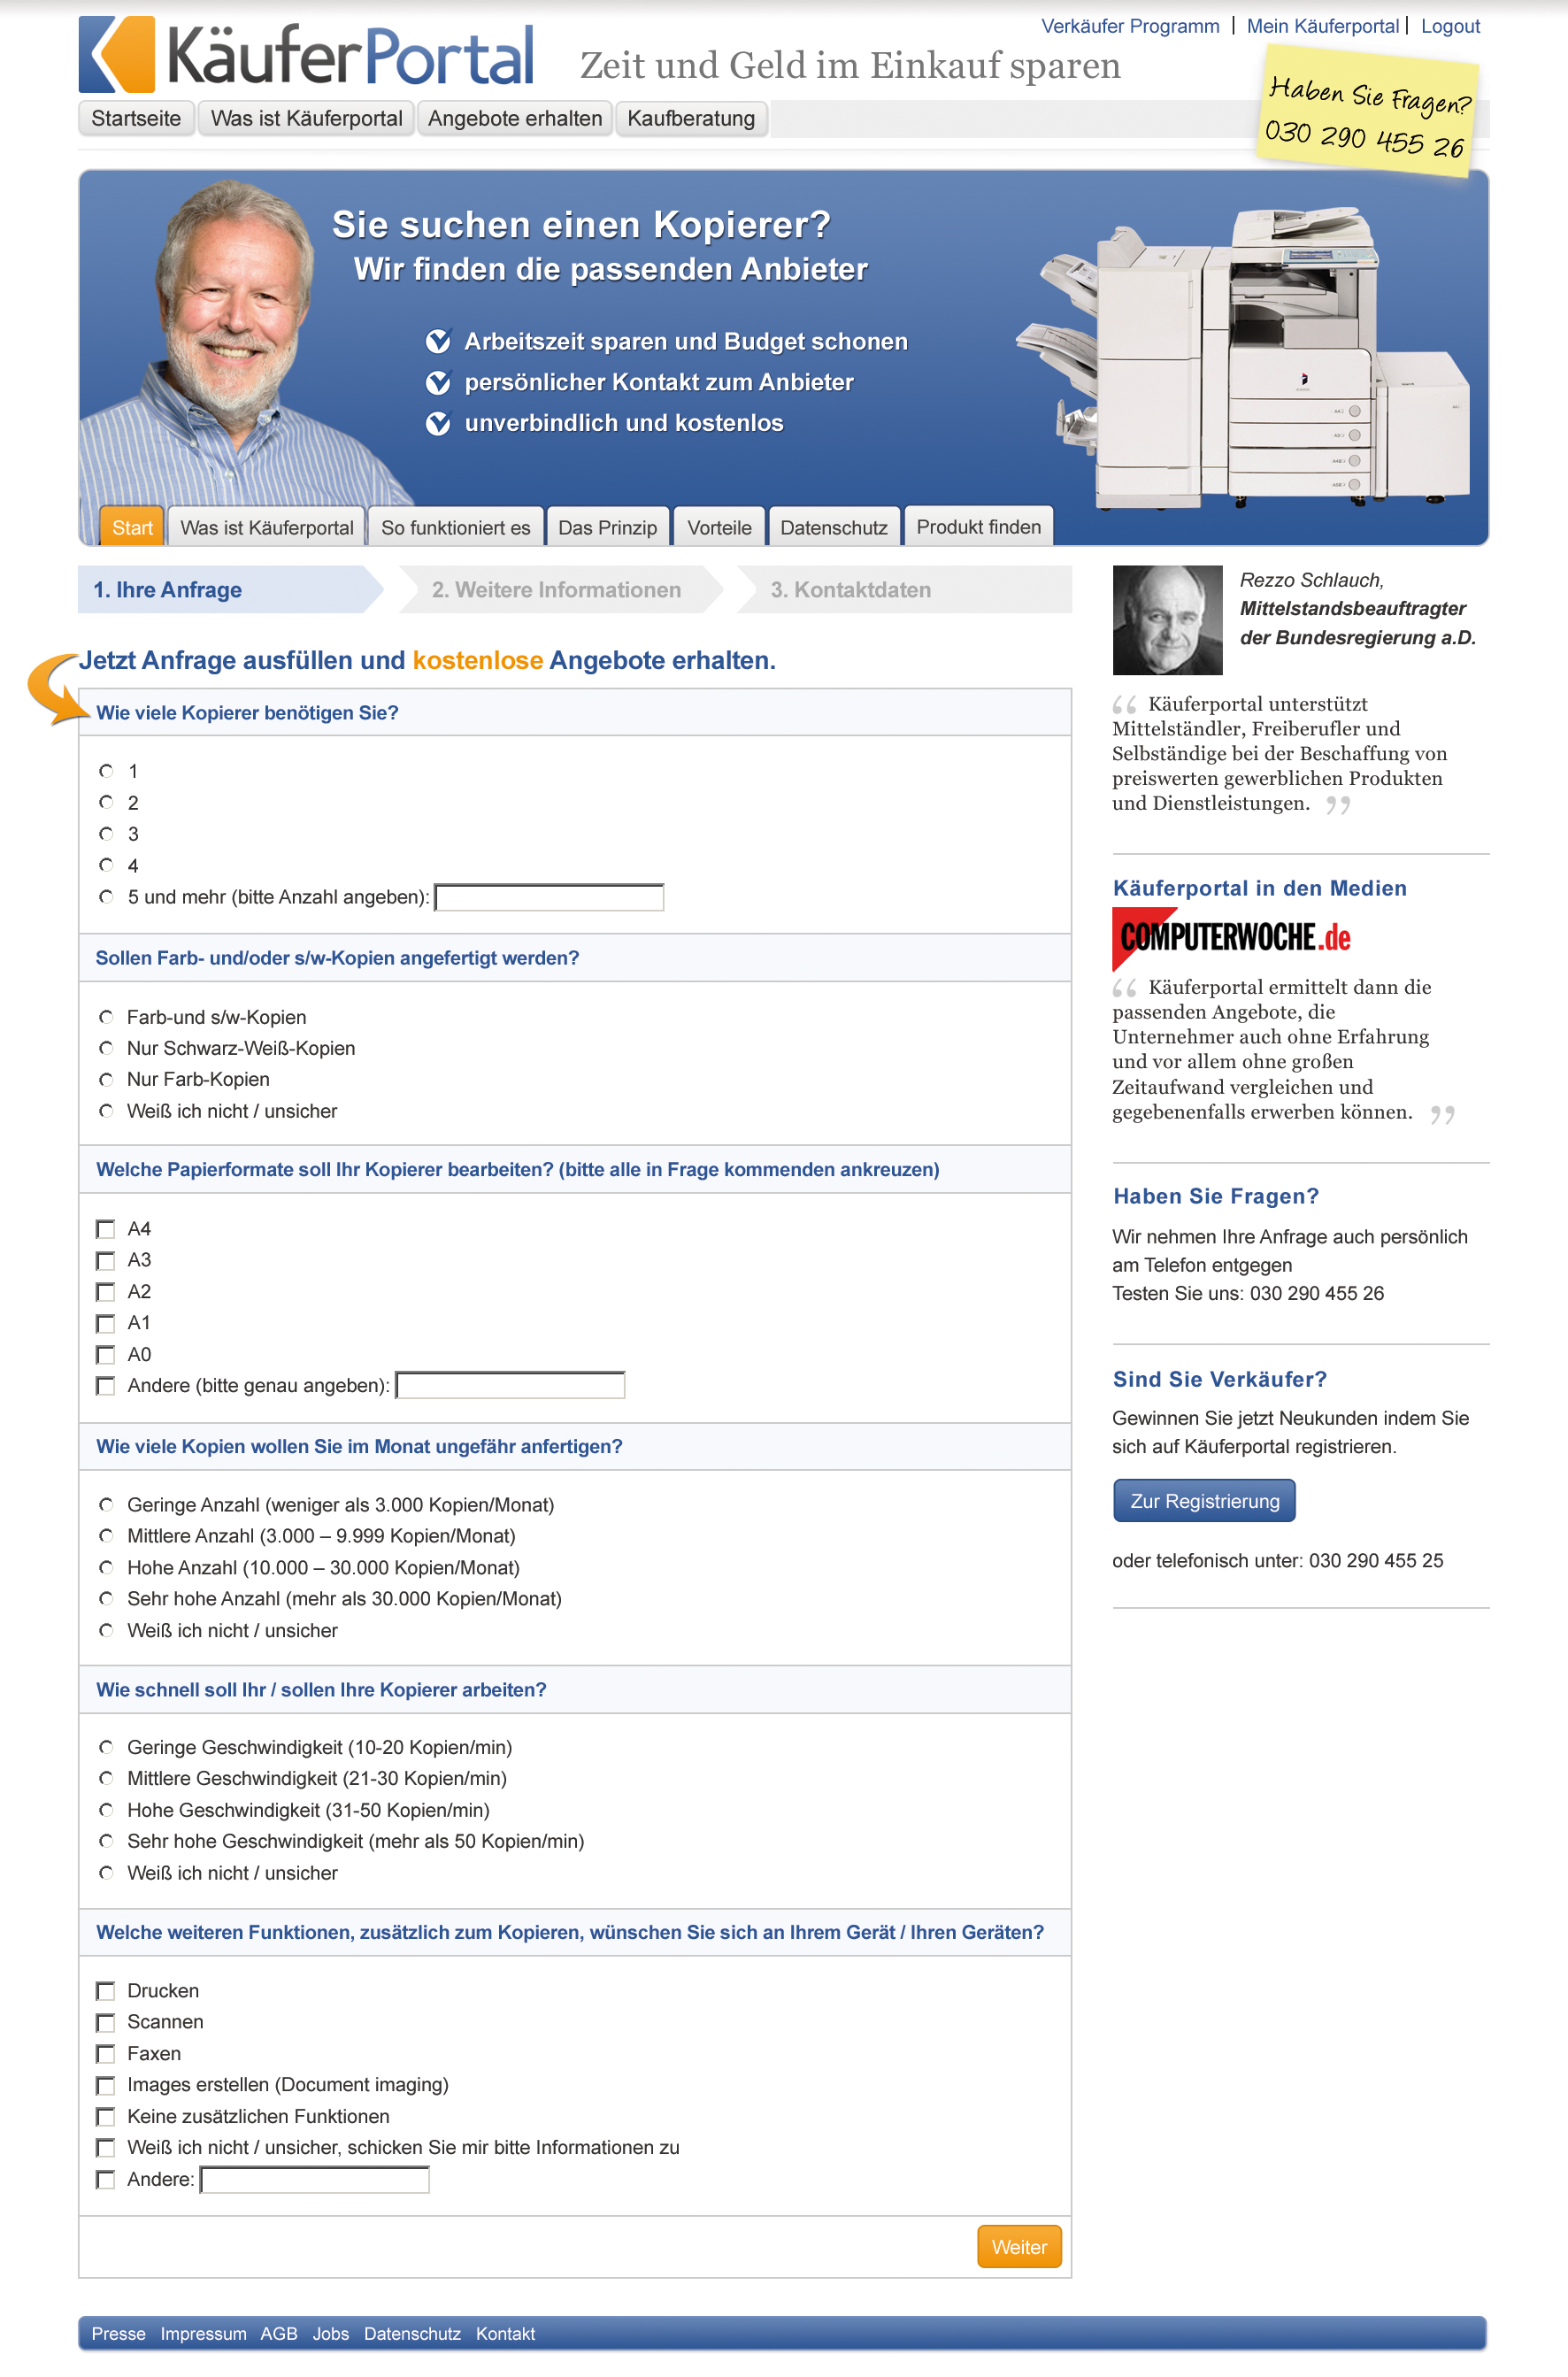 KäuferPortal
Zeit und Geld im Einkauf sparen
Verkäufer Programm | Mein Käuferportal | Logout
Haben Sie Fragen?
030 290 455 26
Startseite
Was ist Käuferportal
Angebote erhalten
Kaufberatung
Sie suchen einen Kopierer?
Wir finden die passenden Anbieter
Arbeitszeit sparen und Budget schonen
persönlicher Kontakt zum Anbieter
unverbindlich und kostenlos
Start
Was ist Käuferportal
So funktioniert es
Das Prinzip
Vorteile
Datenschutz
Produkt finden
1. Ihre Anfrage
2. Weitere Informationen
3. Kontaktdaten
Jetzt Anfrage ausfüllen und kostenlose Angebote erhalten.
Wie viele Kopierer benötigen Sie?
1
2
3
4
5 und mehr (bitte Anzahl angeben):
Sollen Farb- und/oder s/w-Kopien angefertigt werden?
Farb-und s/w-Kopien
Nur Schwarz-Weiß-Kopien
Nur Farb-Kopien
Weiß ich nicht / unsicher
Welche Papierformate soll Ihr Kopierer bearbeiten? (bitte alle in Frage kommenden ankreuzen)
A4
A3
A2
A1
A0
Andere (bitte genau angeben):
Wie viele Kopien wollen Sie im Monat ungefähr anfertigen?
Geringe Anzahl (weniger als 3.000 Kopien/Monat)
Mittlere Anzahl (3.000 – 9.999 Kopien/Monat)
Hohe Anzahl (10.000 – 30.000 Kopien/Monat)
Sehr hohe Anzahl (mehr als 30.000 Kopien/Monat)
Weiß ich nicht / unsicher
Wie schnell soll Ihr / sollen Ihre Kopierer arbeiten?
Geringe Geschwindigkeit (10-20 Kopien/min)
Mittlere Geschwindigkeit (21-30 Kopien/min)
Hohe Geschwindigkeit (31-50 Kopien/min)
Sehr hohe Geschwindigkeit (mehr als 50 Kopien/min)
Weiß ich nicht / unsicher
Welche weiteren Funktionen, zusätzlich zum Kopieren, wünschen Sie sich an Ihrem Gerät / Ihren Geräten?
Drucken
Scannen
Faxen
Images erstellen (Document imaging)
Keine zusätzlichen Funktionen
Weiß ich nicht / unsicher, schicken Sie mir bitte Informationen zu
Andere:
Weiter
Rezzo Schlauch,
Mittelstandsbeauftragter
der Bundesregierung a.D.
“ Käuferportal unterstützt
Mittelständler, Freiberufler und
Selbständige bei der Beschaffung von
preiswerten gewerblichen Produkten
und Dienstleistungen. ”
Käuferportal in den Medien
COMPUTERWOCHE.de
“ Käuferportal ermittelt dann die
passenden Angebote, die
Unternehmer auch ohne Erfahrung
und vor allem ohne großen
Zeitaufwand vergleichen und
gegebenenfalls erwerben können. ”
Haben Sie Fragen?
Wir nehmen Ihre Anfrage auch persönlich
am Telefon entgegen
Testen Sie uns: 030 290 455 26
Sind Sie Verkäufer?
Gewinnen Sie jetzt Neukunden indem Sie
sich auf Käuferportal registrieren.
Zur Registrierung
oder telefonisch unter: 030 290 455 25
Presse Impressum AGB Jobs Datenschutz Kontakt